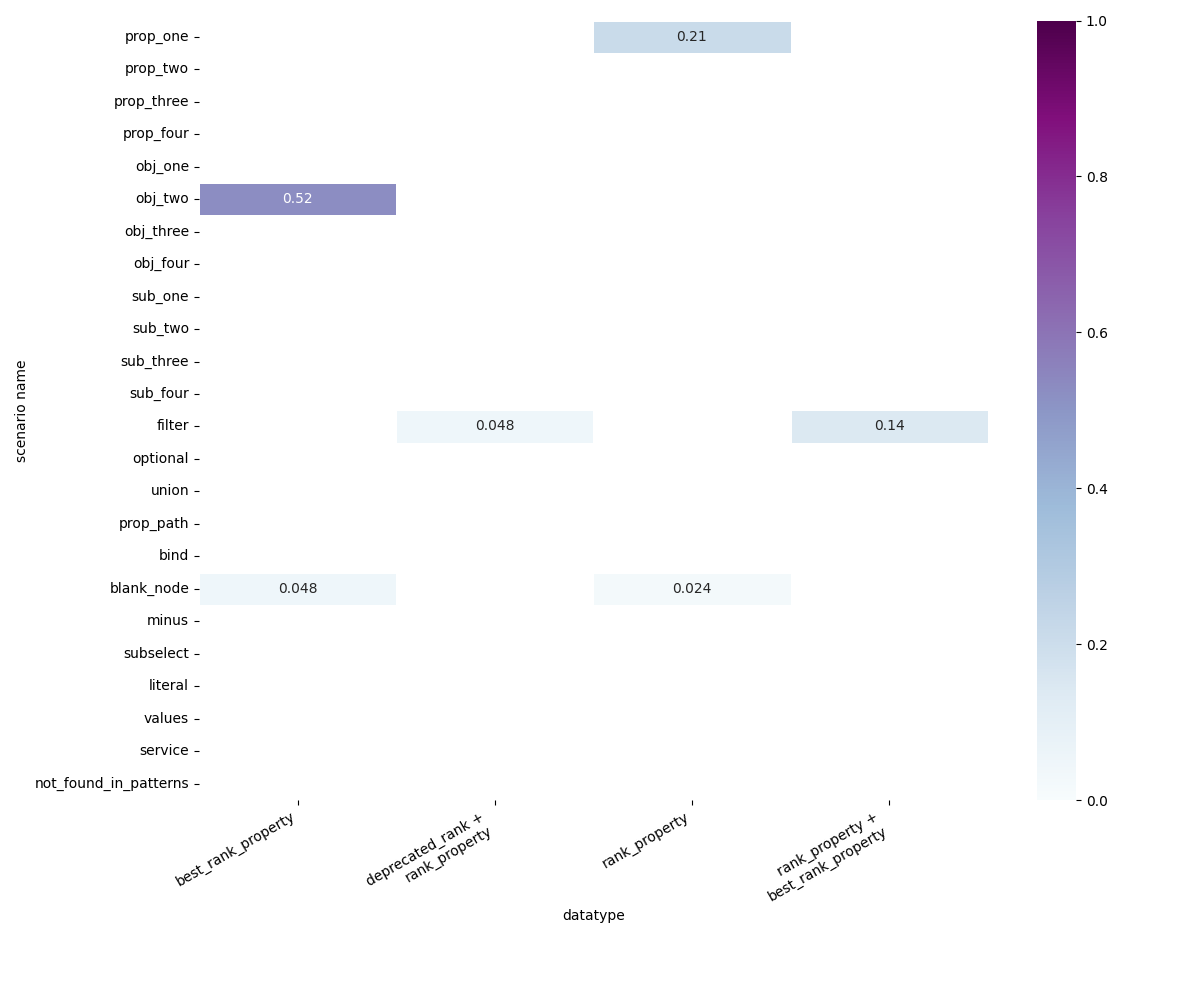 prop_one
0.21
prop_two
prop_three
prop_four
obj_one
obj_two
0.52
obj_three
obj_four
sub_one
sub_two
sub_three
sub_four
filter
0.048
0.14
optional
union
prop_path
bind
blank_node
0.048
0.024
minus
subselect
literal
values
service
not_found_in_patterns
scenario name
best_rank_property
deprecated_rank +
rank_property
rank_property
rank_property +
best_rank_property
datatype
1.0
0.8
0.6
0.4
0.2
0.0